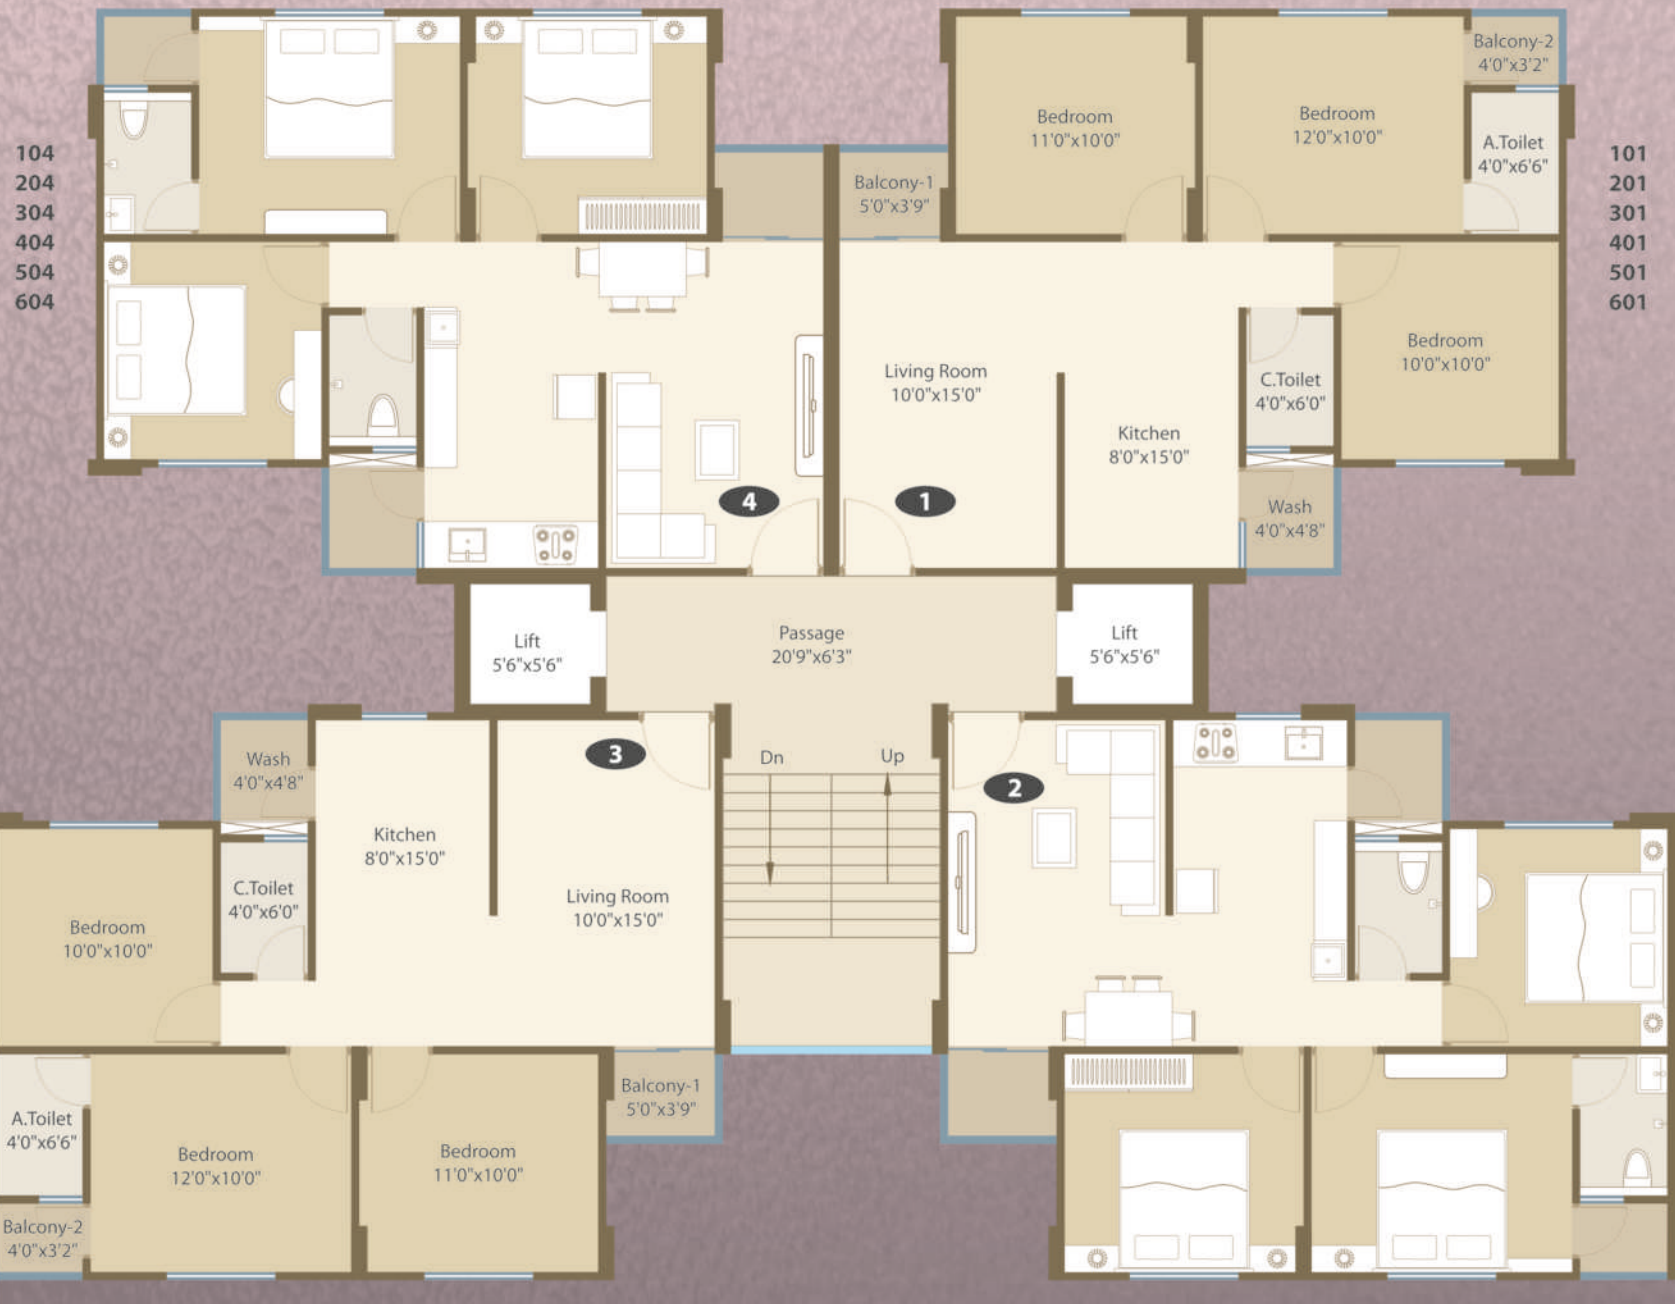 104
204
304
404
504
604
Balcony-2
4'0"x3'2"
Bedroom
11'0"x10'0"
Bedroom
12'0"x10'0"
A.Toilet
4'0"x6'6"
101
201
301
401
501
601
Balcony-1
5'0"x3'9"
Living Room
10'0"x15'0"
Bedroom
10'0"x10'0"
C.Toilet
4'0"x6'0"
Kitchen
8'0"x15'0"
4
1
Wash
4'0"x4'8"
Lift
5'6"x5'6"
Passage
20'9"x6'3"
Lift
5'6"x5'6"
3
Dn
Up
2
Wash
4'0"x4'8"
Kitchen
8'0"x15'0"
C.Toilet
4'0"x6'0"
Living Room
10'0"x15'0"
Bedroom
10'0"x10'0"
Balcony-1
5'0"x3'9"
A.Toilet
4'0"x6'6"
Bedroom
12'0"x10'0"
Bedroom
11'0"x10'0"
Balcony-2
4'0"x3'2"